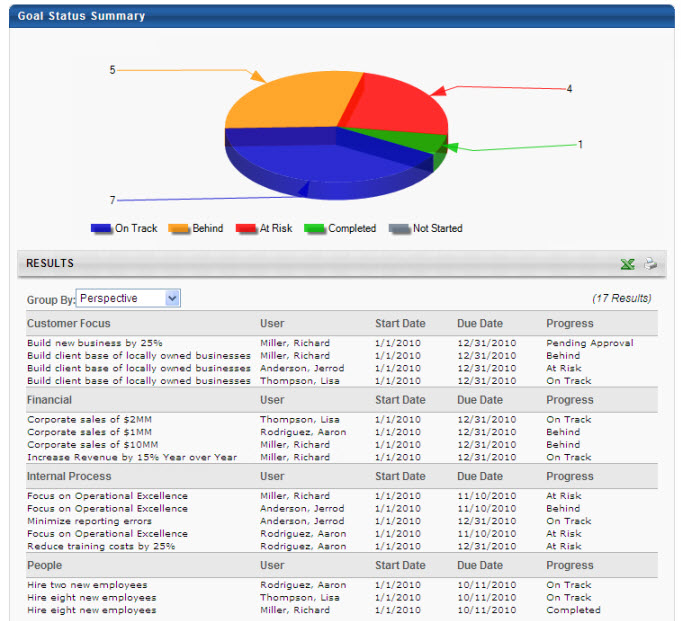 Goal Status Summary
5
4
1
7
On Track Behind At Risk Completed Not Started
RESULTS
Group By: Perspective (17 Results)
Customer Focus User Start Date Due Date Progress
Build new business by 25% Miller, Richard 1/1/2010 12/31/2010 Pending Approval
Build client base of locally owned businesses Miller, Richard 1/1/2010 12/31/2010 Behind
Build client base of locally owned businesses Anderson, Jerrod 1/1/2010 12/31/2010 At Risk
Build client base of locally owned businesses Thompson, Lisa 1/1/2010 12/31/2010 On Track
Financial User Start Date Due Date Progress
Corporate sales of $2MM Thompson, Lisa 1/1/2010 12/31/2010 On Track
Corporate sales of $1MM Rodriguez, Aaron 1/1/2010 12/31/2010 Behind
Corporate sales of $10MM Miller, Richard 1/1/2010 12/31/2010 Behind
Increase Revenue by 15% Year over Year Miller, Richard 1/1/2010 12/31/2010 On Track
Internal Process User Start Date Due Date Progress
Focus on Operational Excellence Miller, Richard 1/1/2010 11/10/2010 At Risk
Focus on Operational Excellence Anderson, Jerrod 1/1/2010 11/10/2010 Behind
Minimize reporting errors Anderson, Jerrod 1/1/2010 12/31/2010 On Track
Focus on Operational Excellence Rodriguez, Aaron 1/1/2010 11/10/2010 At Risk
Reduce training costs by 25% Rodriguez, Aaron 1/1/2010 12/31/2010 At Risk
People User Start Date Due Date Progress
Hire two new employees Rodriguez, Aaron 1/1/2010 10/11/2010 On Track
Hire eight new employees Thompson, Lisa 1/1/2010 10/11/2010 On Track
Hire eight new employees Miller, Richard 1/1/2010 10/11/2010 Completed